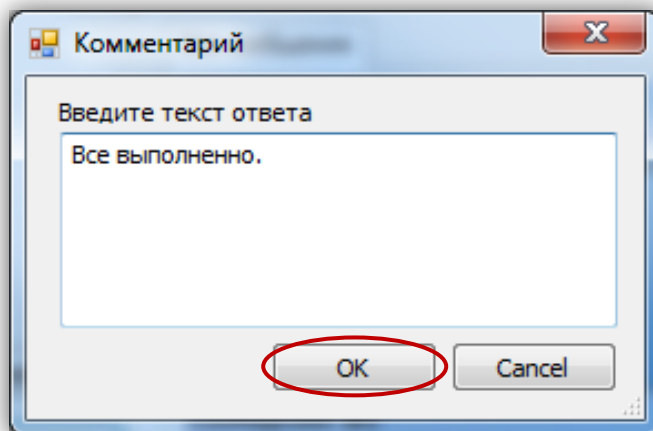 Комментарий
Введите текст ответа
Все выполненно.
OK
Cancel